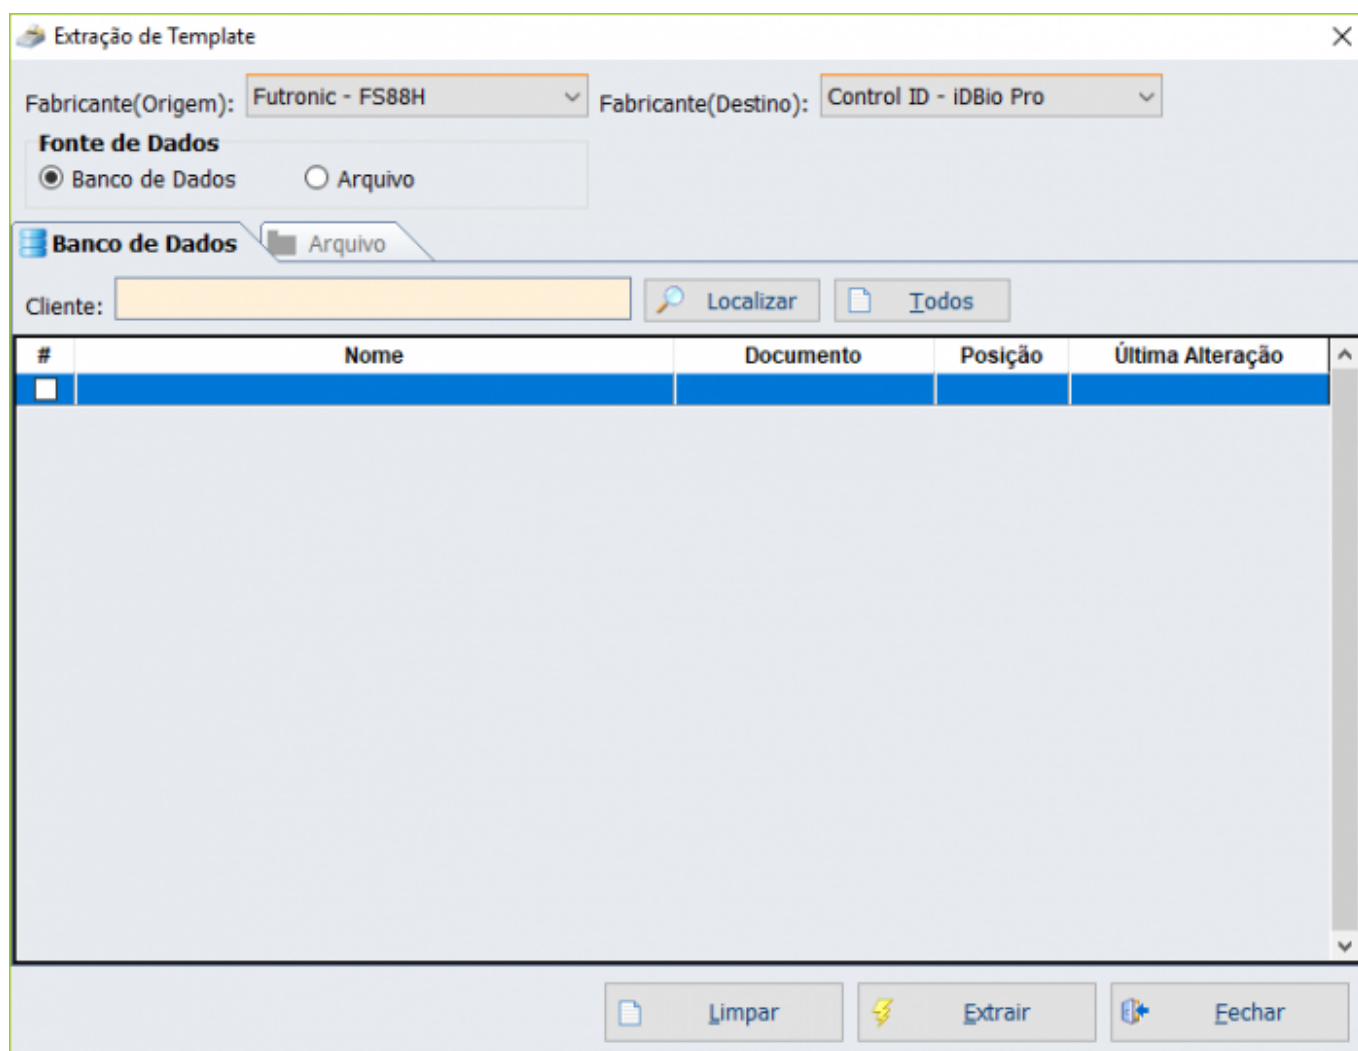 Extração de Template
Fabricante(Origem): Futronic - FS88H Fabricante(Destino): Control ID - iDBio Pro
Fonte de Dados
Banco de Dados Arquivo
Banco de Dados Arquivo
Cliente: Localizar Todos
# Nome Documento Posição Última Alteração
Limpar Extrair Fechar